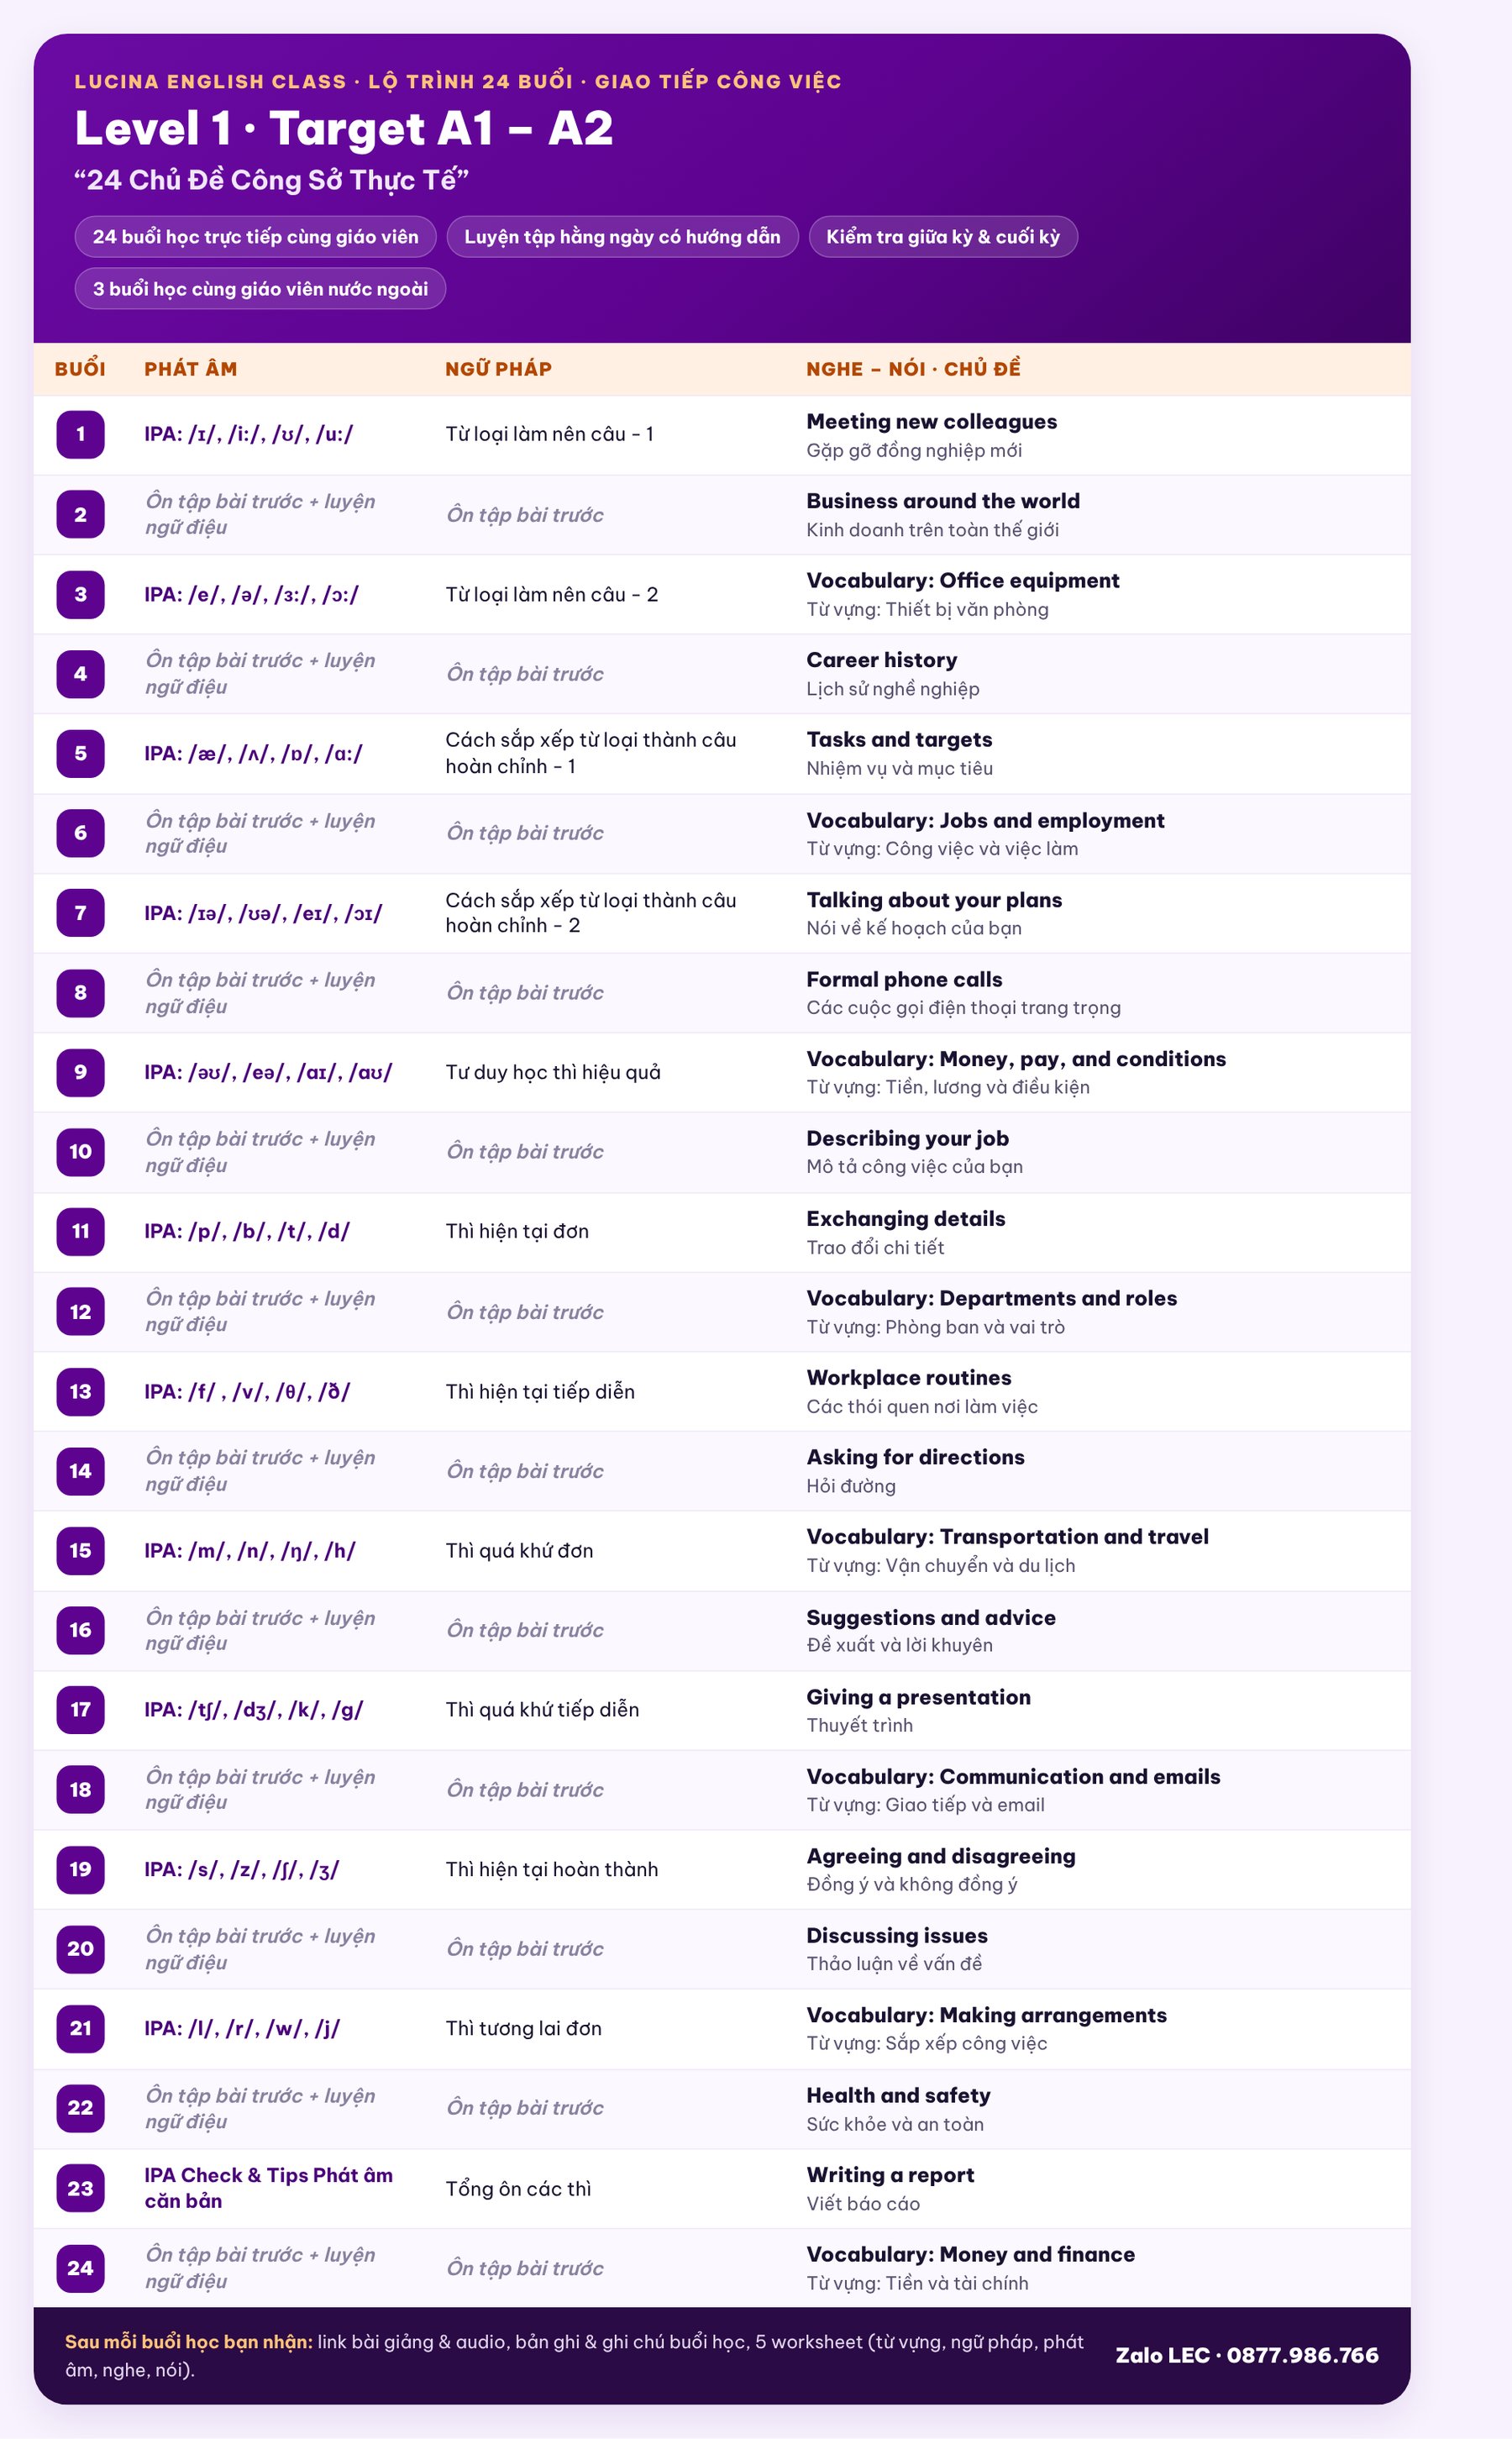 LUCINA ENGLISH CLASS · LỘ TRÌNH 24 BUỔI · GIAO TIẾP CÔNG VIỆC
Level 1 · Target A1 – A2
“24 Chủ Đề Công Sở Thực Tế”
24 buổi học trực tiếp cùng giáo viên
Luyện tập hằng ngày có hướng dẫn
Kiểm tra giữa kỳ & cuối kỳ
3 buổi học cùng giáo viên nước ngoài
BUỔI PHÁT ÂM NGỮ PHÁP NGHE – NÓI · CHỦ ĐỀ
1
IPA: /ɪ/, /i:/, /ʊ/, /u:/
Từ loại làm nên câu - 1
Meeting new colleagues
Gặp gỡ đồng nghiệp mới
2
Ôn tập bài trước + luyện
ngữ điệu
Ôn tập bài trước
Business around the world
Kinh doanh trên toàn thế giới
3
IPA: /e/, /ə/, /ɜ:/, /ɔ:/
Từ loại làm nên câu - 2
Vocabulary: Office equipment
Từ vựng: Thiết bị văn phòng
4
Ôn tập bài trước + luyện
ngữ điệu
Ôn tập bài trước
Career history
Lịch sử nghề nghiệp
5
IPA: /æ/, /ʌ/, /ɒ/, /ɑ:/
Cách sắp xếp từ loại thành câu
hoàn chỉnh - 1
Tasks and targets
Nhiệm vụ và mục tiêu
6
Ôn tập bài trước + luyện
ngữ điệu
Ôn tập bài trước
Vocabulary: Jobs and employment
Từ vựng: Công việc và việc làm
7
IPA: /ɪə/, /ʊə/, /eɪ/, /ɔɪ/
Cách sắp xếp từ loại thành câu
hoàn chỉnh - 2
Talking about your plans
Nói về kế hoạch của bạn
8
Ôn tập bài trước + luyện
ngữ điệu
Ôn tập bài trước
Formal phone calls
Các cuộc gọi điện thoại trang trọng
9
IPA: /əʊ/, /eə/, /aɪ/, /aʊ/
Tư duy học thì hiệu quả
Vocabulary: Money, pay, and conditions
Từ vựng: Tiền, lương và điều kiện
10
Ôn tập bài trước + luyện
ngữ điệu
Ôn tập bài trước
Describing your job
Mô tả công việc của bạn
11
IPA: /p/, /b/, /t/, /d/
Thì hiện tại đơn
Exchanging details
Trao đổi chi tiết
12
Ôn tập bài trước + luyện
ngữ điệu
Ôn tập bài trước
Vocabulary: Departments and roles
Từ vựng: Phòng ban và vai trò
13
IPA: /f/ , /v/, /θ/, /ð/
Thì hiện tại tiếp diễn
Workplace routines
Các thói quen nơi làm việc
14
Ôn tập bài trước + luyện
ngữ điệu
Ôn tập bài trước
Asking for directions
Hỏi đường
15
IPA: /m/, /n/, /ŋ/, /h/
Thì quá khứ đơn
Vocabulary: Transportation and travel
Từ vựng: Vận chuyển và du lịch
16
Ôn tập bài trước + luyện
ngữ điệu
Ôn tập bài trước
Suggestions and advice
Đề xuất và lời khuyên
17
IPA: /tʃ/, /dʒ/, /k/, /g/
Thì quá khứ tiếp diễn
Giving a presentation
Thuyết trình
18
Ôn tập bài trước + luyện
ngữ điệu
Ôn tập bài trước
Vocabulary: Communication and emails
Từ vựng: Giao tiếp và email
19
IPA: /s/, /z/, /ʃ/, /ʒ/
Thì hiện tại hoàn thành
Agreeing and disagreeing
Đồng ý và không đồng ý
20
Ôn tập bài trước + luyện
ngữ điệu
Ôn tập bài trước
Discussing issues
Thảo luận về vấn đề
21
IPA: /l/, /r/, /w/, /j/
Thì tương lai đơn
Vocabulary: Making arrangements
Từ vựng: Sắp xếp công việc
22
Ôn tập bài trước + luyện
ngữ điệu
Ôn tập bài trước
Health and safety
Sức khỏe và an toàn
23
IPA Check & Tips Phát âm
căn bản
Tổng ôn các thì
Writing a report
Viết báo cáo
24
Ôn tập bài trước + luyện
ngữ điệu
Ôn tập bài trước
Vocabulary: Money and finance
Từ vựng: Tiền và tài chính
Sau mỗi buổi học bạn nhận: link bài giảng & audio, bản ghi & ghi chú buổi học, 5 worksheet (từ vựng, ngữ pháp, phát
âm, nghe, nói).
Zalo LEC · 0877.986.766